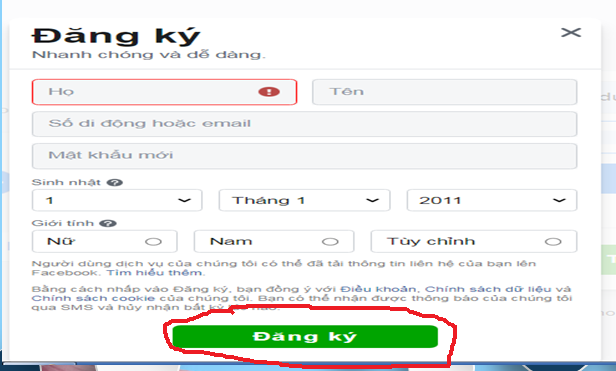 Đăng ký
Nhanh chóng và dễ dàng.
Họ
Tên
Số di động hoặc email
Mật khẩu mới
Sinh nhật
1
Tháng 1
2011
Giới tính
Nữ
Nam
Tùy chỉnh
Người dùng dịch vụ của chúng tôi có thể đã tải thông tin liên hệ của bạn lên
Facebook. Tìm hiểu thêm.
Bằng cách nhấp vào Đăng ký, bạn đồng ý với Điều khoản, Chính sách dữ liệu và
Chính sách cookie của chúng tôi. Bạn có thể nhận được thông báo của chúng tôi
qua SMS và hủy nhận bất kỳ
Đăng ký